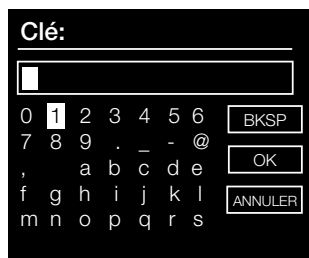 Clé:
0 1 2 3 4 5 6 BKSP
7 8 9 . _ - @
, a b c d e OK
f g h i j k l ANNULER
m n o p q r s